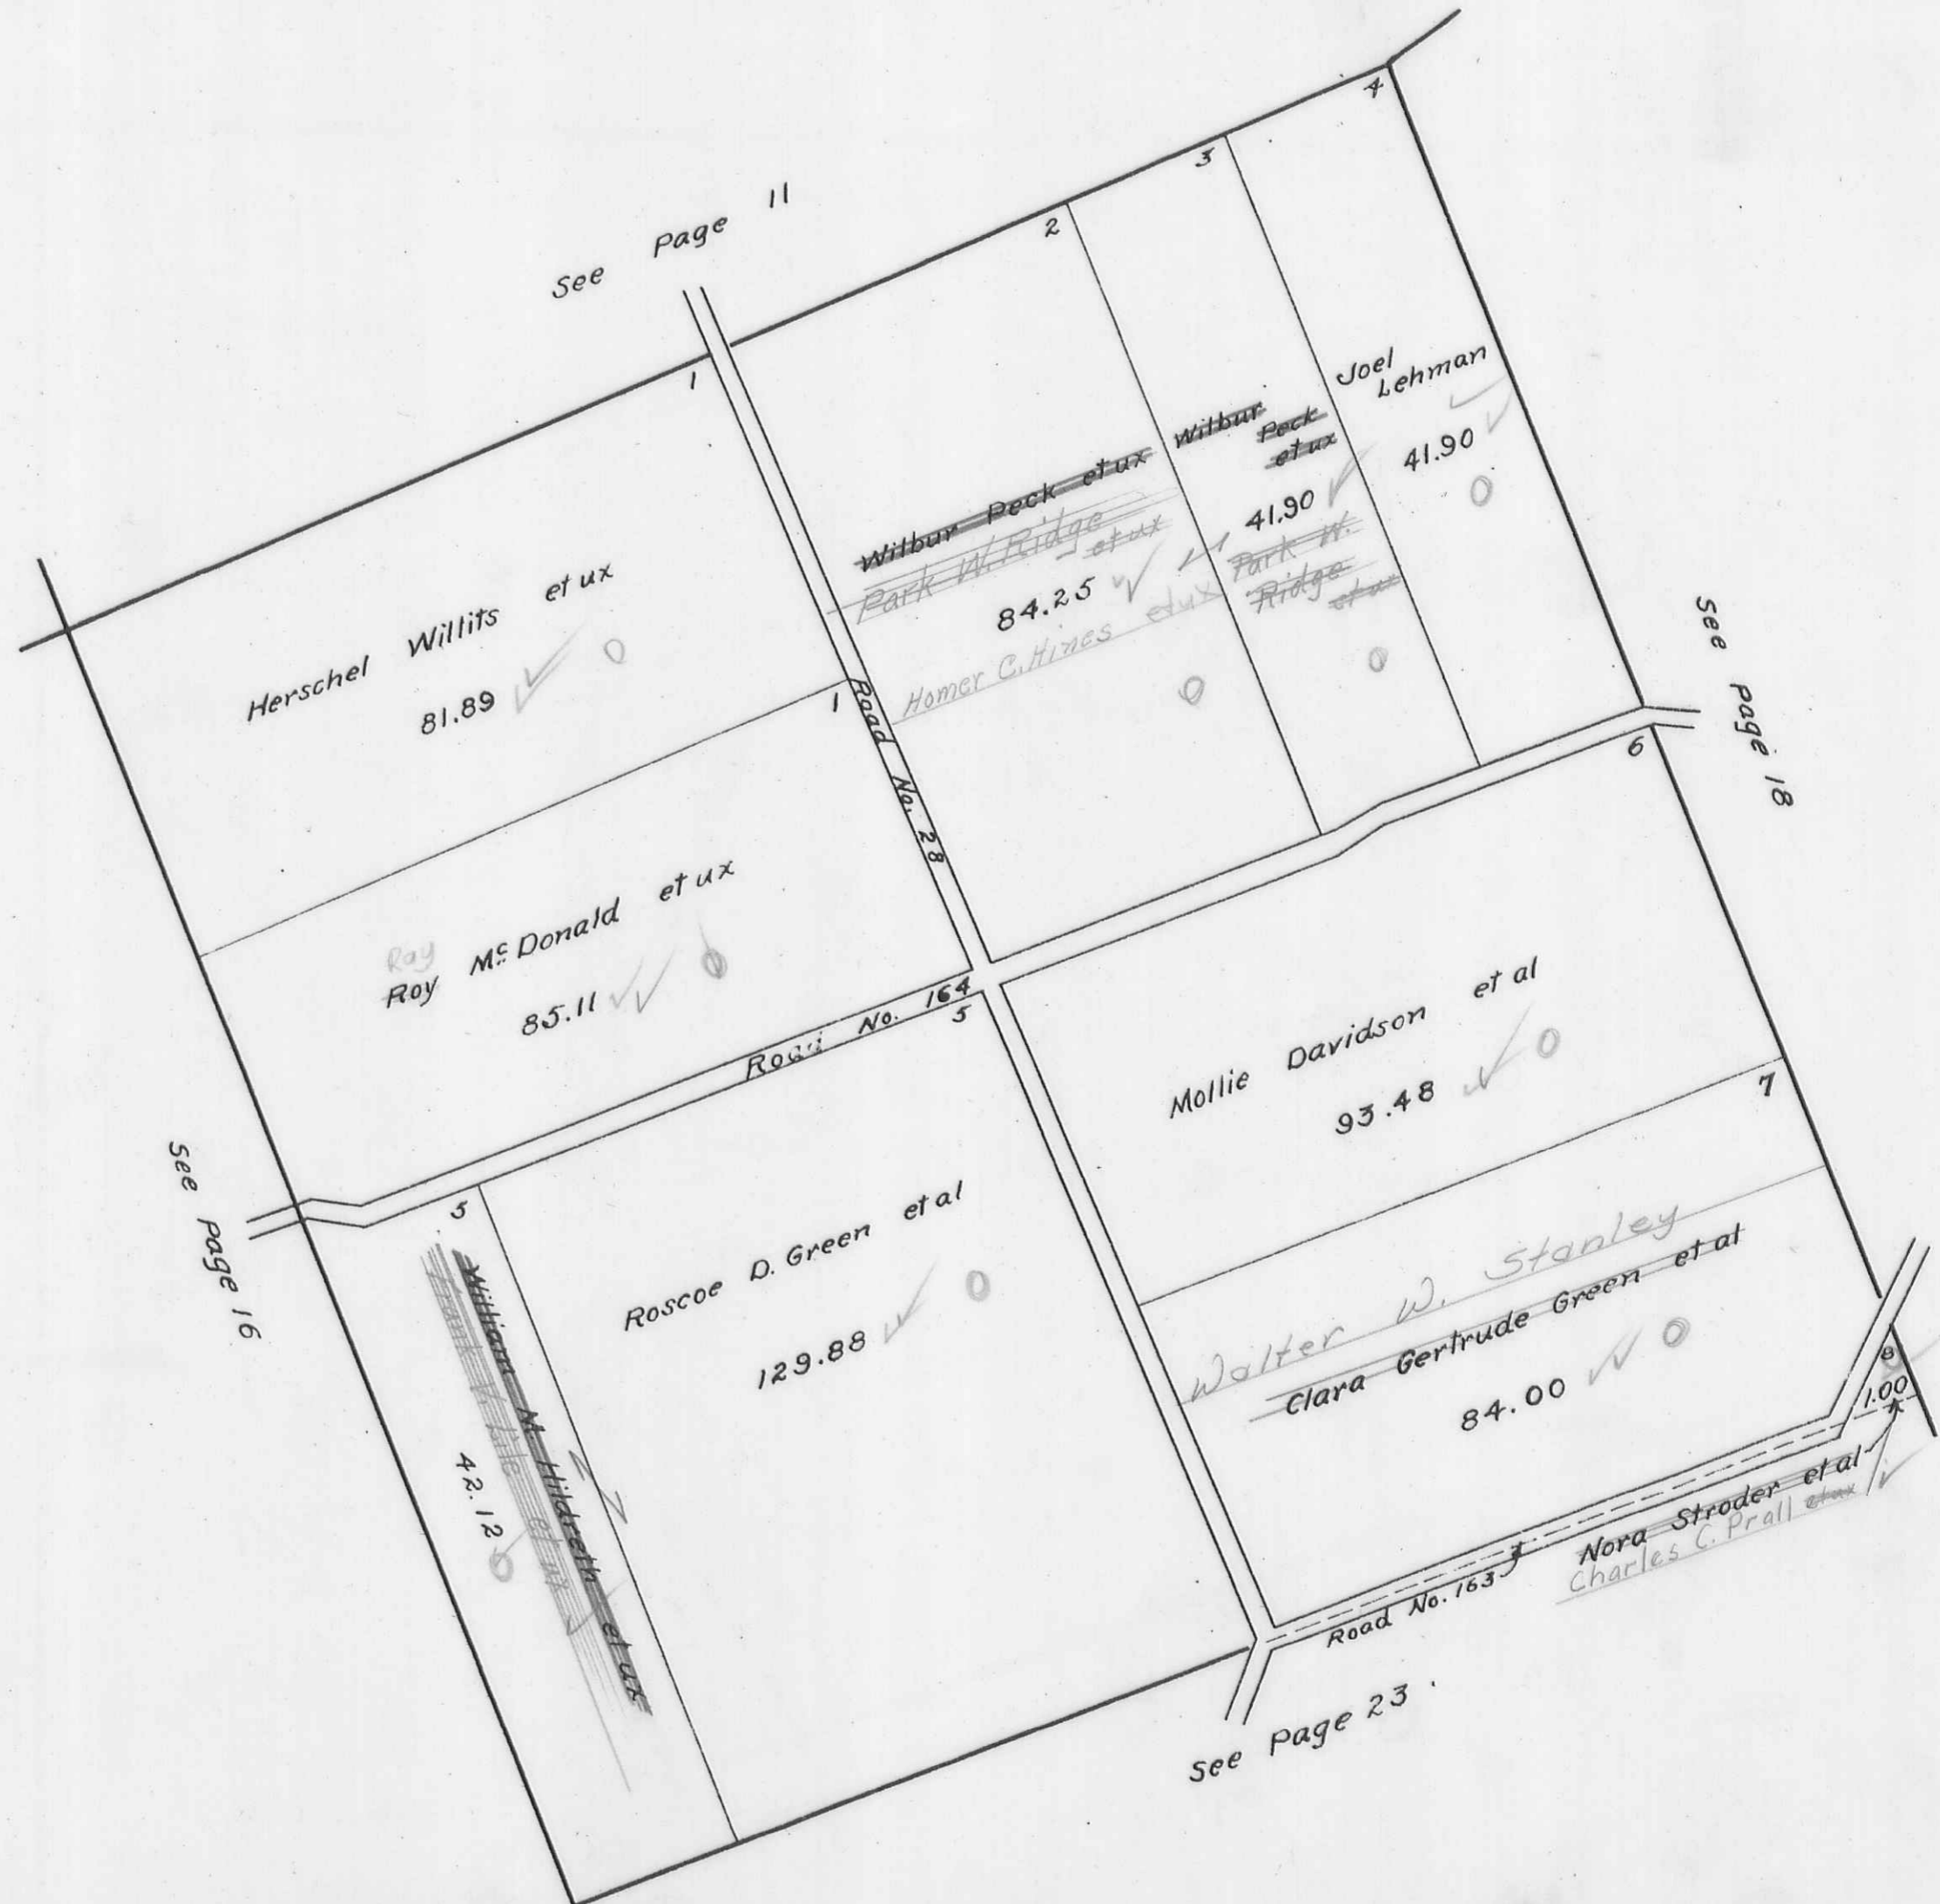 See Page 11
4
3
2
1
Joel
Lehman
41.90
Wilbur
Peck
et ux
41.90
Park W.
Ridge
et ux
Wilbur Peck et ux
Park W. Ridge
et ux
84.25
Homer C. Hines et ux
Herschel Willits et ux
81.89
1
Road No. 28
See Page 18
6
Ray
Roy McDonald et ux
85.11
Road No. 164
5
Mollie Davidson et al
93.48
7
See Page 16
5
William M. Hildreth et ux
et ux
42.12
Roscoe D. Green et al
129.88
Walter W. Stanley
Clara Gertrude Green et al
84.00
8
1.00
Nora Stroder et al
Charles C. Prall et ux
Road No. 163
See Page 23